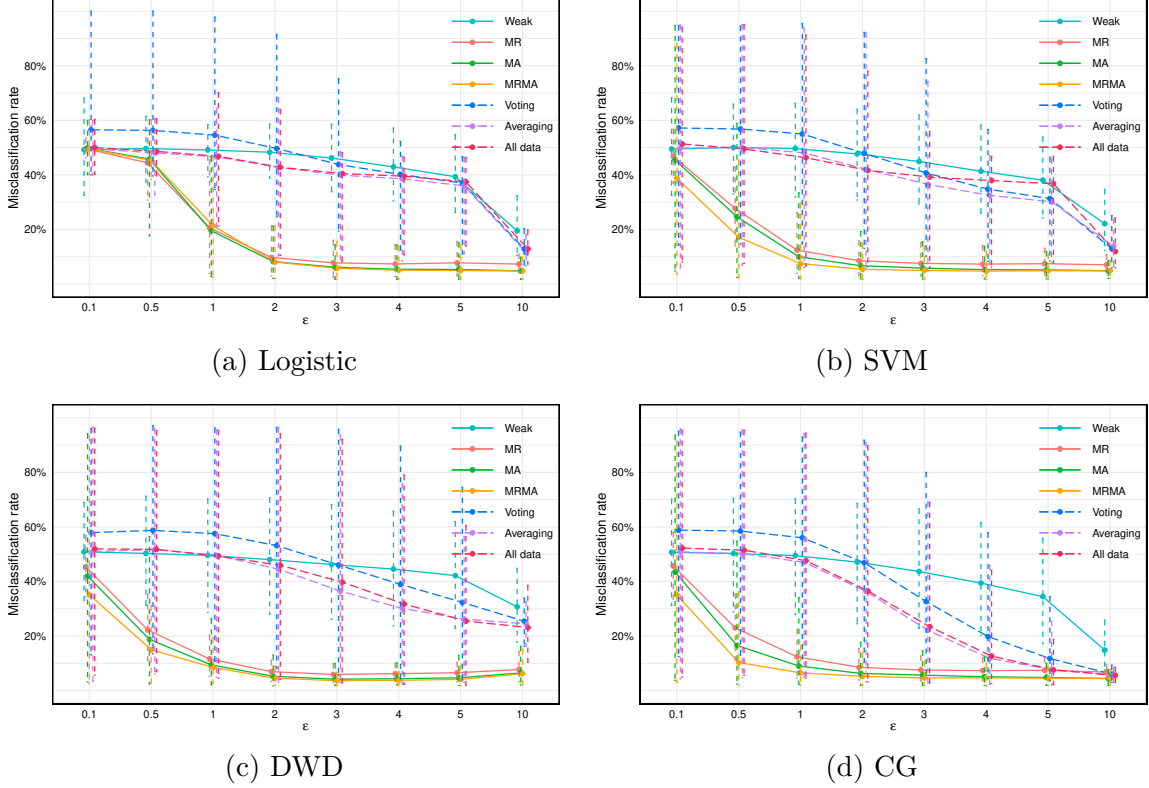 Misclassification rate
80%
60%
40%
20%
0.1 0.5 1 2 3 4 5 10
ε
Weak
MR
MA
MRMA
Voting
Averaging
All data
(a) Logistic
Misclassification rate
80%
60%
40%
20%
0.1 0.5 1 2 3 4 5 10
ε
Weak
MR
MA
MRMA
Voting
Averaging
All data
(b) SVM
Misclassification rate
80%
60%
40%
20%
0.1 0.5 1 2 3 4 5 10
ε
Weak
MR
MA
MRMA
Voting
Averaging
All data
(c) DWD
Misclassification rate
80%
60%
40%
20%
0.1 0.5 1 2 3 4 5 10
ε
Weak
MR
MA
MRMA
Voting
Averaging
All data
(d) CG